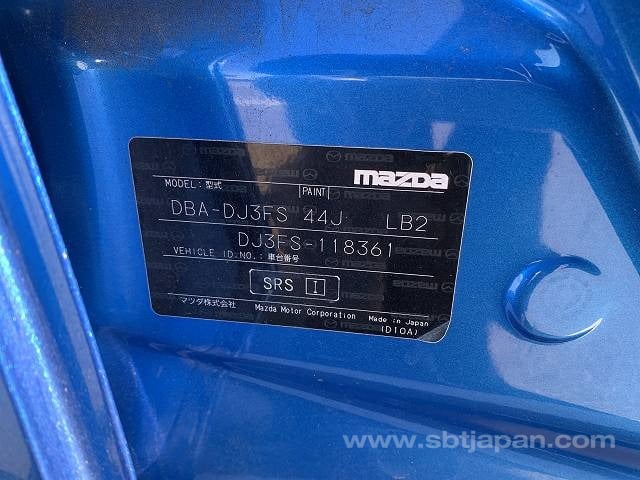 mazda
MODEL: 型式 PAINT
DBA-DJ3FS 44J LB2
DJ3FS-118361
VEHICLE ID.NO.: 車台番号
SRS I
マツダ株式会社 Mazda Motor Corporation Made in Japan
(D10A)
www.sbtjapan.com